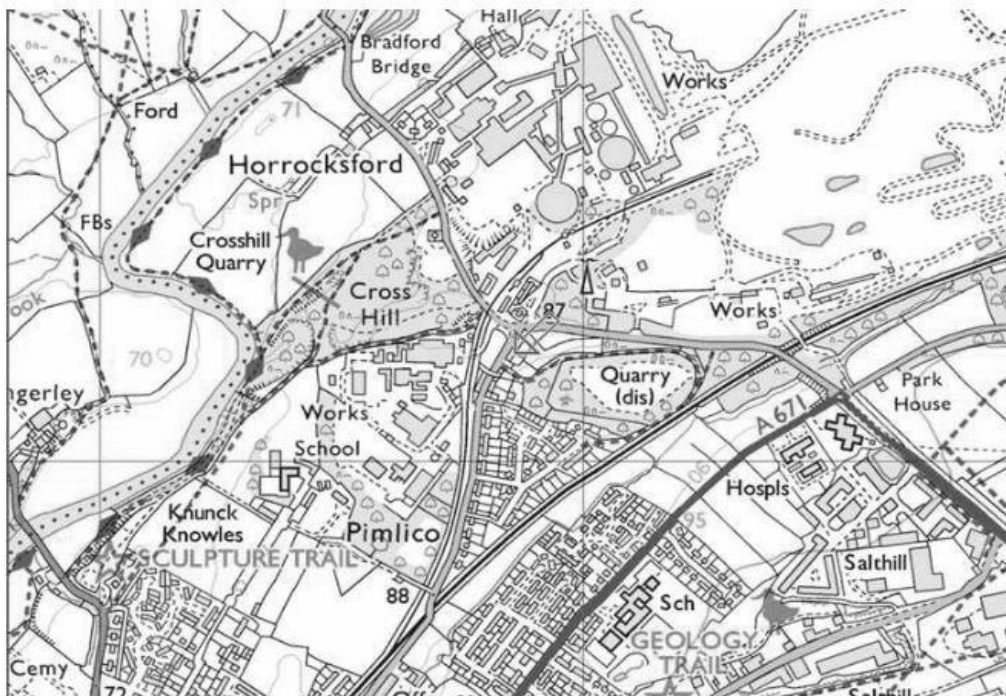 Hall
Bradford
Bridge
Works
Ford
71
Horrocksford
Spr
FBs
Crosshill
Quarry
Cross
Hill
87
Works
70
Quarry
(dis)
Park
House
A 671
Works
School
Hospls
Knunck
Knowles
Pimlico
95
SCULPTURE TRAIL
Salthill
88
Sch
GEOLOGY
TRAIL
Cemy
72